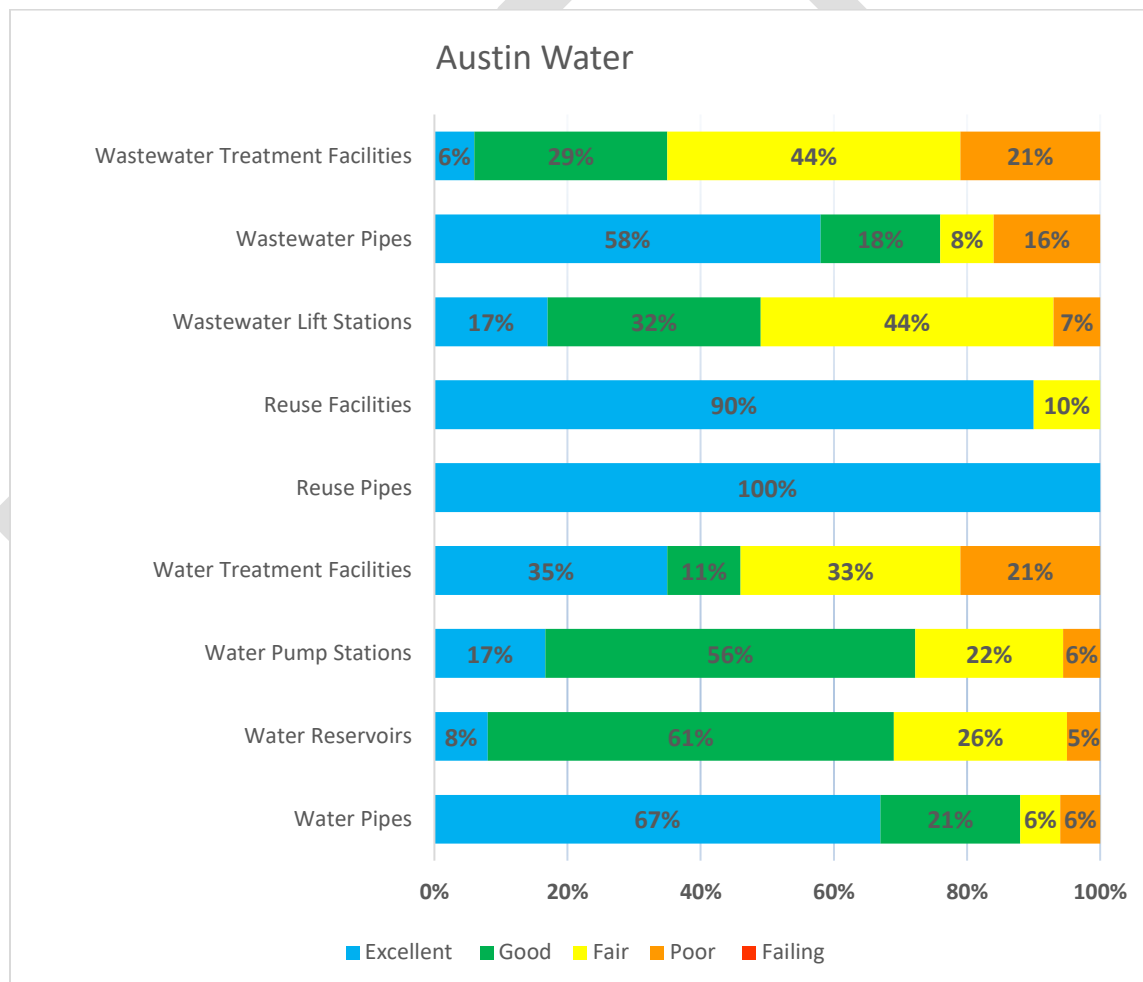 Austin Water
Wastewater Treatment Facilities 6% 29% 44% 21%
Wastewater Pipes 58% 18% 8% 16%
Wastewater Lift Stations 17% 32% 44% 7%
Reuse Facilities 90% 10%
Reuse Pipes 100%
Water Treatment Facilities 35% 11% 33% 21%
Water Pump Stations 17% 56% 22% 6%
Water Reservoirs 8% 61% 26% 5%
Water Pipes 67% 21% 6% 6%
0% 20% 40% 60% 80% 100%
Excellent Good Fair Poor Failing